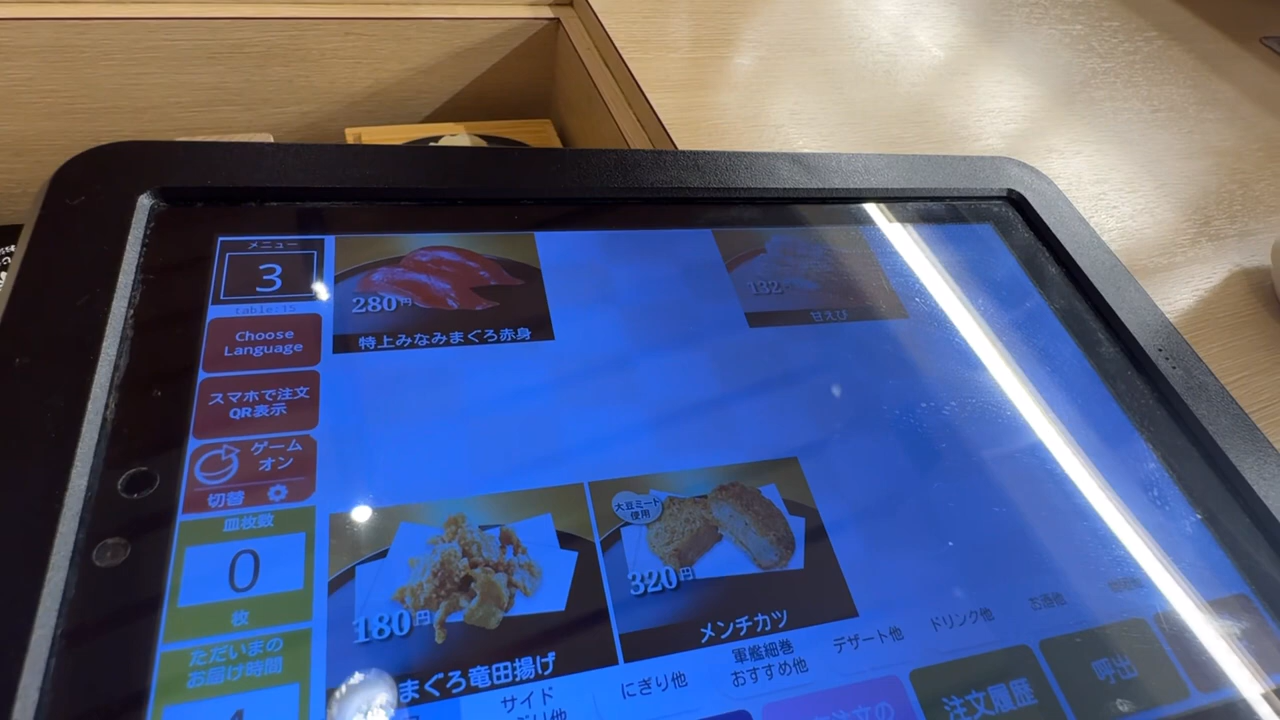 メニュー
3
table:15
Choose
Language
スマホで注文
QR表示
ゲーム
オン
切替
皿枚数
0
枚
ただいまの
お届け時間
280円
特上みなみまぐろ赤身
132
甘えび
180円
まぐろ竜田揚げ
大豆ミート
使用
320円
メンチカツ
サイド
にぎり他
軍艦細巻
おすすめ他
デザート他
ドリンク他
お酒他
注文履歴
呼出